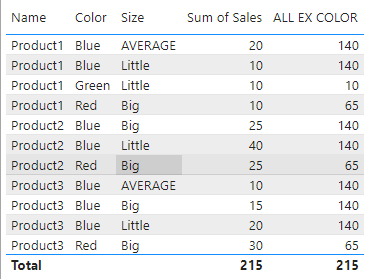 Name Color Size Sum of Sales ALL EX COLOR
Product1 Blue AVERAGE 20 140
Product1 Blue Little 10 140
Product1 Green Little 10 10
Product1 Red Big 10 65
Product2 Blue Big 25 140
Product2 Blue Little 40 140
Product2 Red Big 25 65
Product3 Blue AVERAGE 10 140
Product3 Blue Big 15 140
Product3 Blue Little 20 140
Product3 Red Big 30 65
Total 215 215